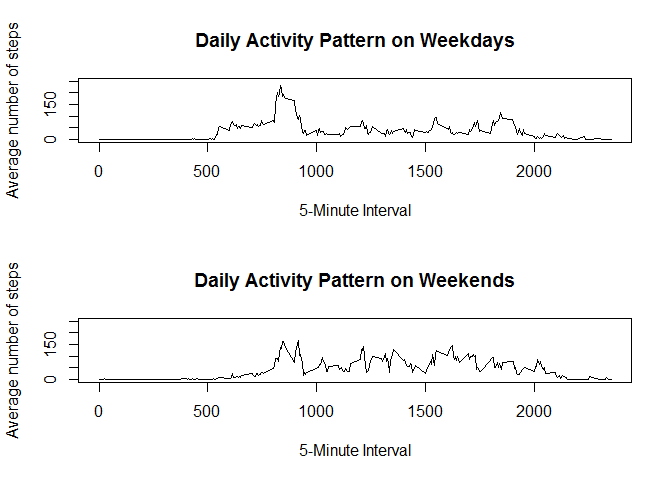 Daily Activity Pattern on Weekdays
Average number of steps
150
0
0 500 1000 1500 2000
5-Minute Interval
Daily Activity Pattern on Weekends
Average number of steps
150
0
0 500 1000 1500 2000
5-Minute Interval